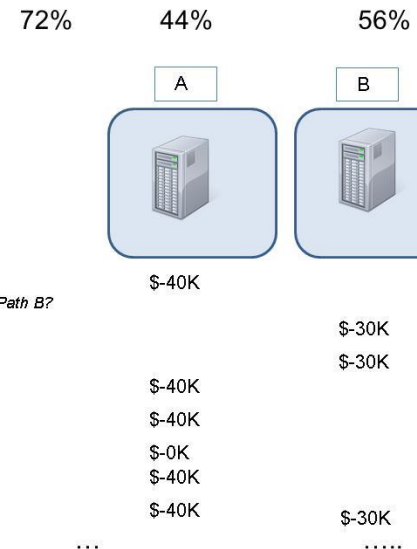 72% 44% 56%
A B
$-40K
Path B?
$-30K
$-30K
$-40K
$-40K
$-0K
$-40K
$-40K $-30K
... .....